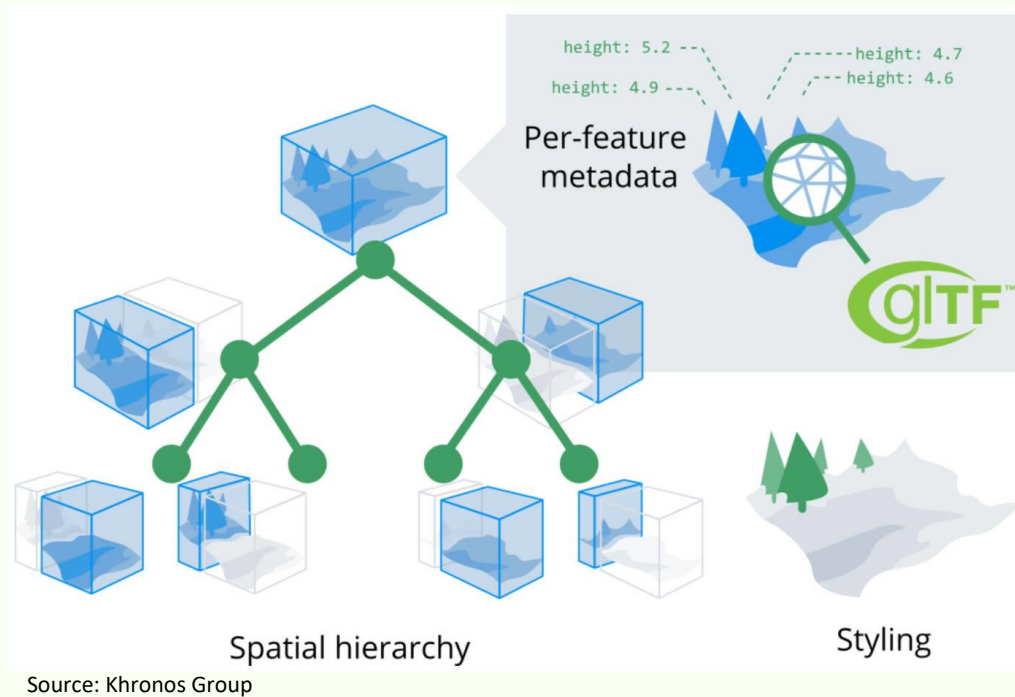 height: 5.2
height: 4.7
height: 4.9
height: 4.6
Per-feature
metadata
glTF™
Spatial hierarchy
Styling
Source: Khronos Group